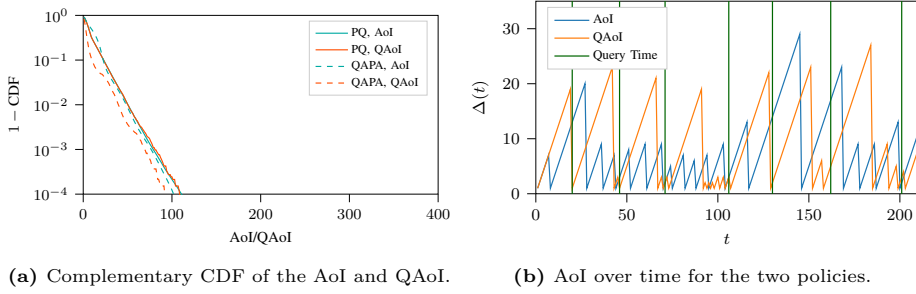 10^0
10^−1
10^−2
10^−3
10^−4
1 − CDF
0 100 200 300 400
AoI/QAoI
PQ, AoI
PQ, QAoI
QAPA, AoI
QAPA, QAoI
(a) Complementary CDF of the AoI and QAoI.
30
20
10
0
Δ(t)
0 50 100 150 200
t
AoI
QAoI
Query Time
(b) AoI over time for the two policies.